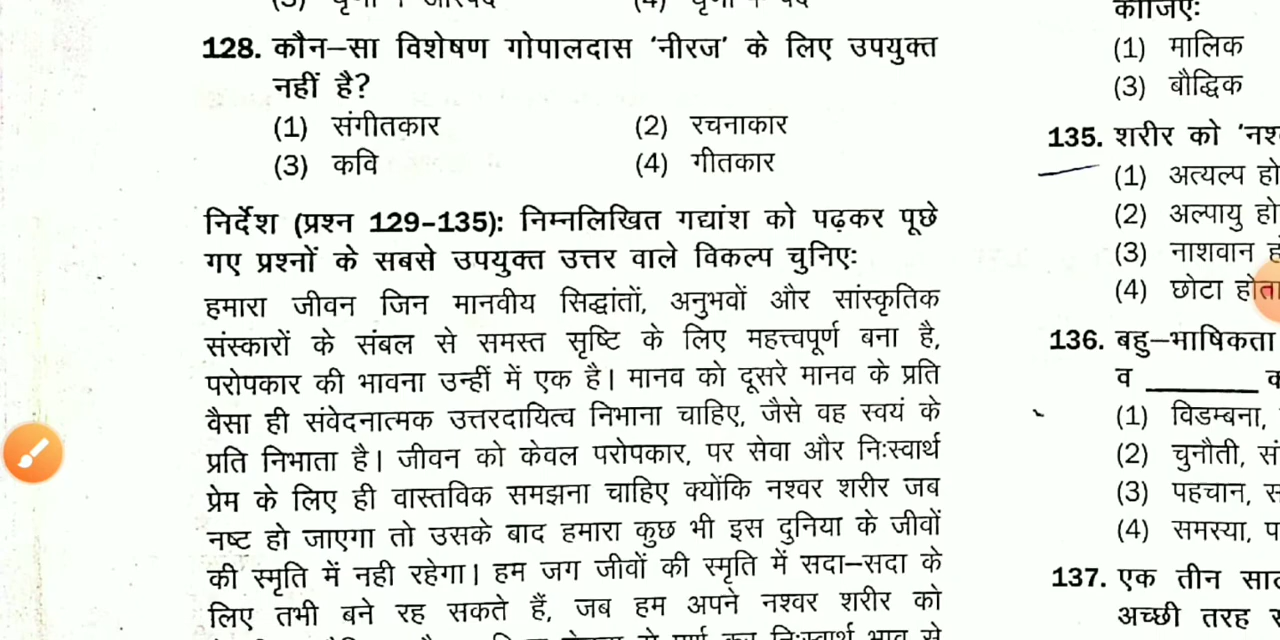 128. कौन–सा विशेषण गोपालदास ‘नीरज’ के लिए उपयुक्त
नहीं है?
(1) संगीतकार (2) रचनाकार
(3) कवि (4) गीतकार
निर्देश (प्रश्न 129–135): निम्नलिखित गद्यांश को पढ़कर पूछे
गए प्रश्नों के सबसे उपयुक्त उत्तर वाले विकल्प चुनिए:
हमारा जीवन जिन मानवीय सिद्धांतों, अनुभवों और सांस्कृतिक
संस्कारों के संबल से समस्त सृष्टि के लिए महत्त्वपूर्ण बना है,
परोपकार की भावना उन्हीं में एक है। मानव को दूसरे मानव के प्रति
वैसा ही संवेदनात्मक उत्तरदायित्व निभाना चाहिए, जैसे वह स्वयं के
प्रति निभाता है। जीवन को केवल परोपकार, पर सेवा और निःस्वार्थ
प्रेम के लिए ही वास्तविक समझना चाहिए क्योंकि नश्वर शरीर जब
नष्ट हो जाएगा तो उसके बाद हमारा कुछ भी इस दुनिया के जीवों
की स्मृति में नही रहेगा। हम जग जीवों की स्मृति में सदा–सदा के
लिए तभी बने रह सकते हैं, जब हम अपने नश्वर शरीर को
कीजिए:
(1) मालिक
(3) बौद्धिक
135. शरीर को
(1) अत्यल्प हो
(2) अल्पायु हो
(3) नाशवान
(4) छोटा होता
136. बहु–भाषिकता
व ________
(1) विडम्बना,
(2) चुनौती,
(3) पहचान,
(4) समस्या,
137. एक तीन
अच्छी तरह